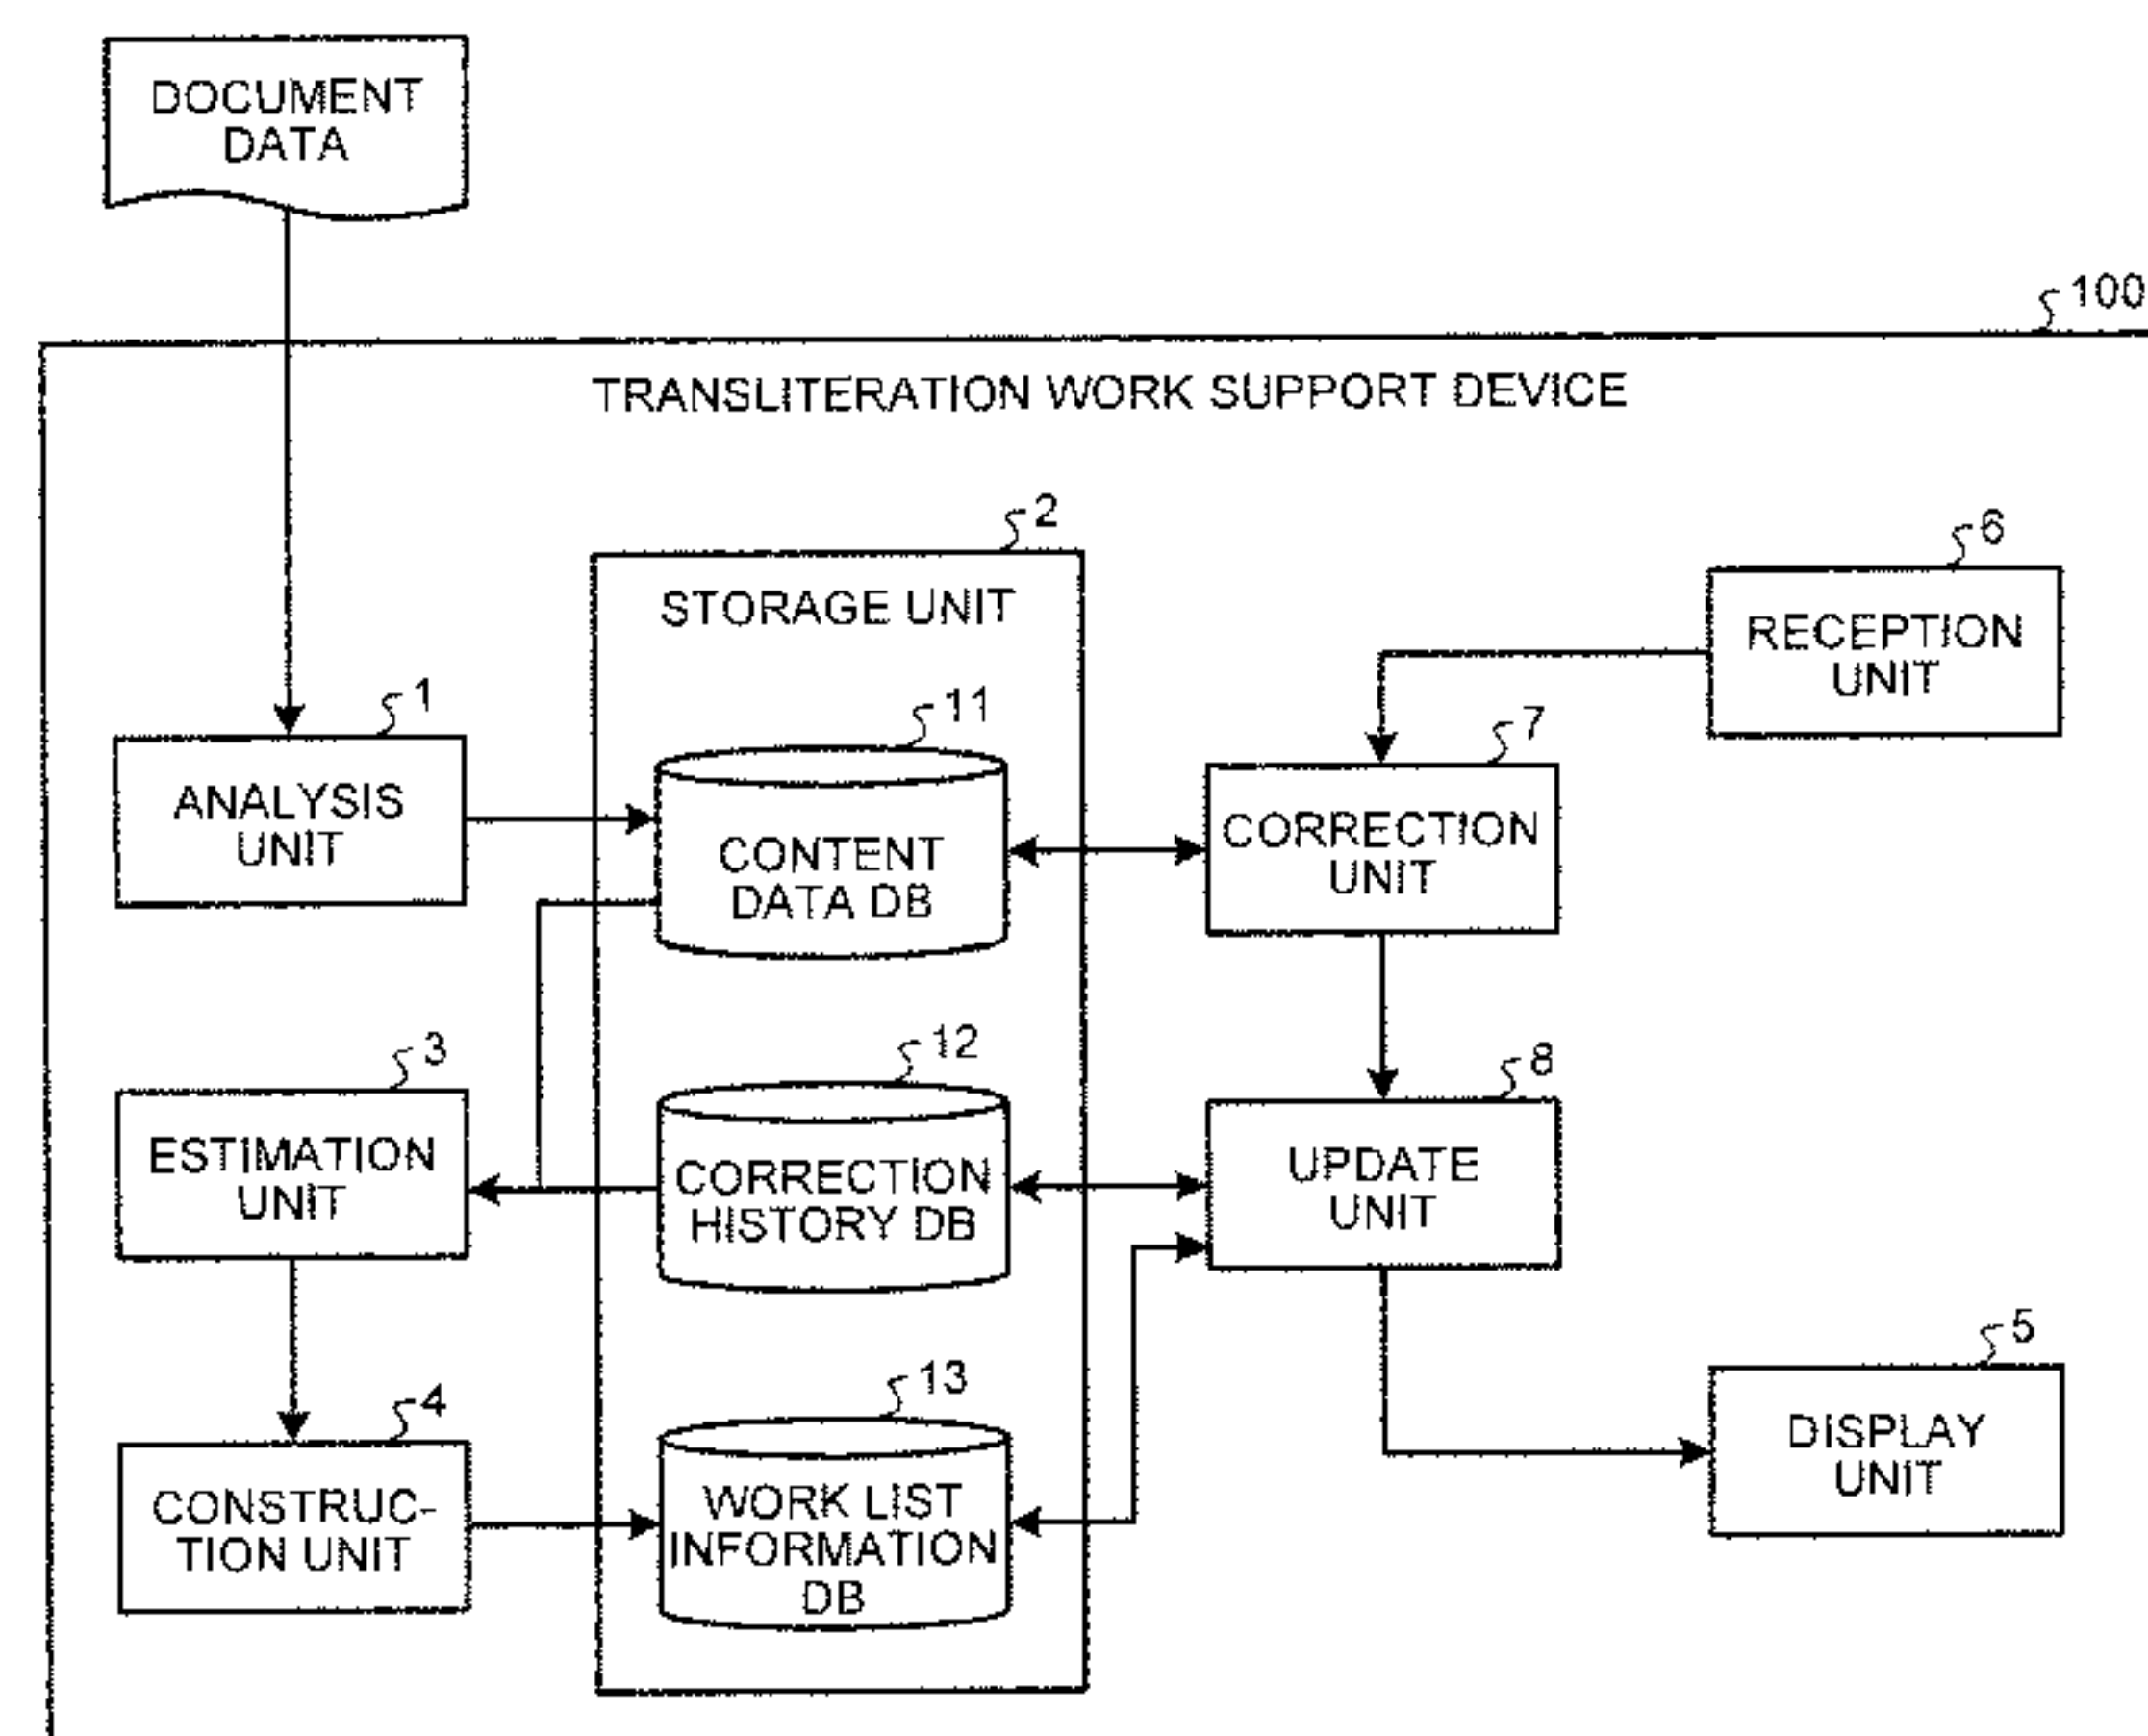 DOCUMENT
DATA
100
TRANSLITERATION WORK SUPPORT DEVICE
2
STORAGE UNIT
6
RECEPTION
UNIT
1
ANALYSIS
UNIT
11
CONTENT
DATA DB
7
CORRECTION
UNIT
3
ESTIMATION
UNIT
12
CORRECTION
HISTORY DB
8
UPDATE
UNIT
4
CONSTRUC-
TION UNIT
13
WORK LIST
INFORMATION
DB
5
DISPLAY
UNIT